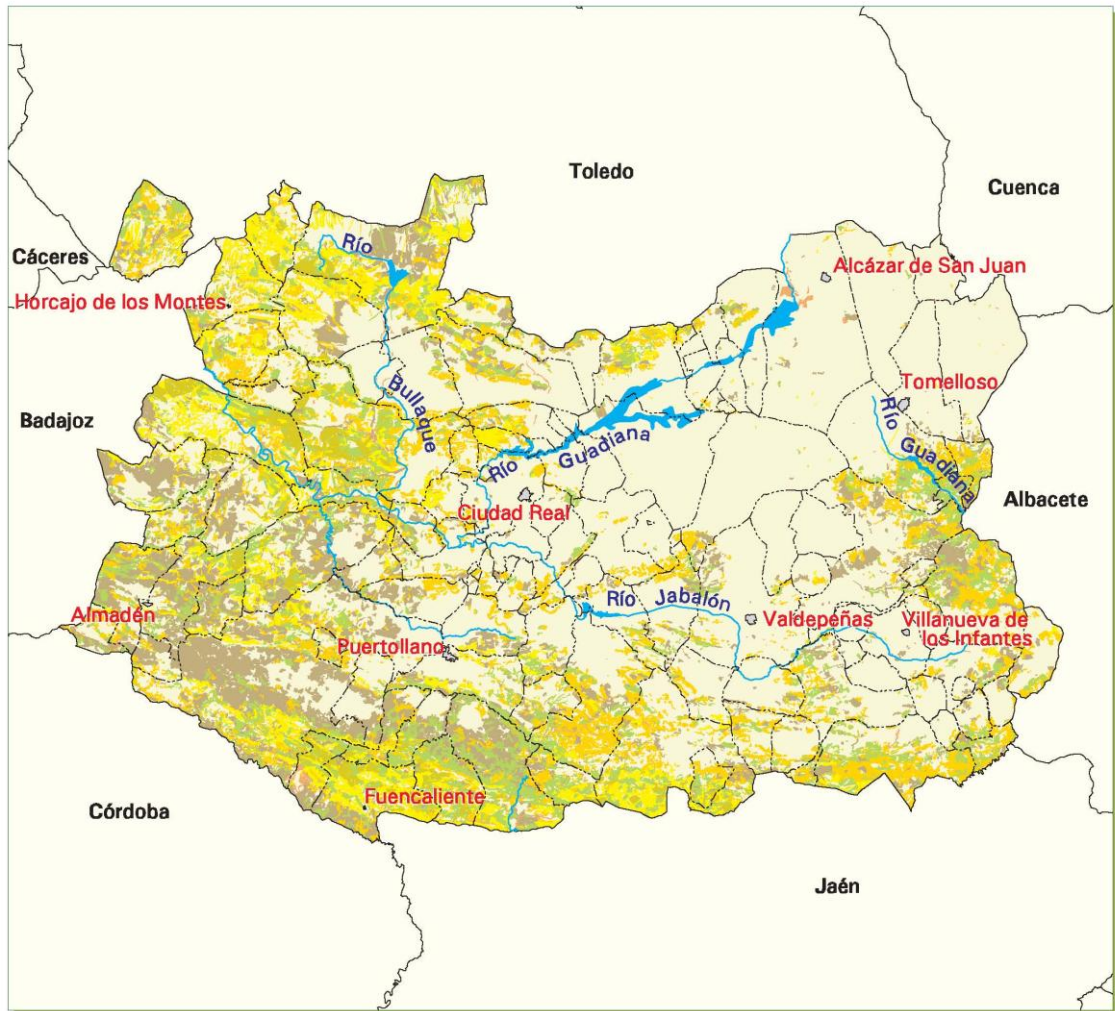 Toledo
Cuenca
Río
Cáceres
Alcázar de San Juan
Horcajo de los Montes
Tomelloso
Bullaque
Badajoz
Río Guadiana
Río Guadiana
Albacete
Ciudad Real
Río Jabalón
Almadén
Valdepeñas
Villanueva de
los Infantes
Puertollano
Fuencaliente
Córdoba
Jaén